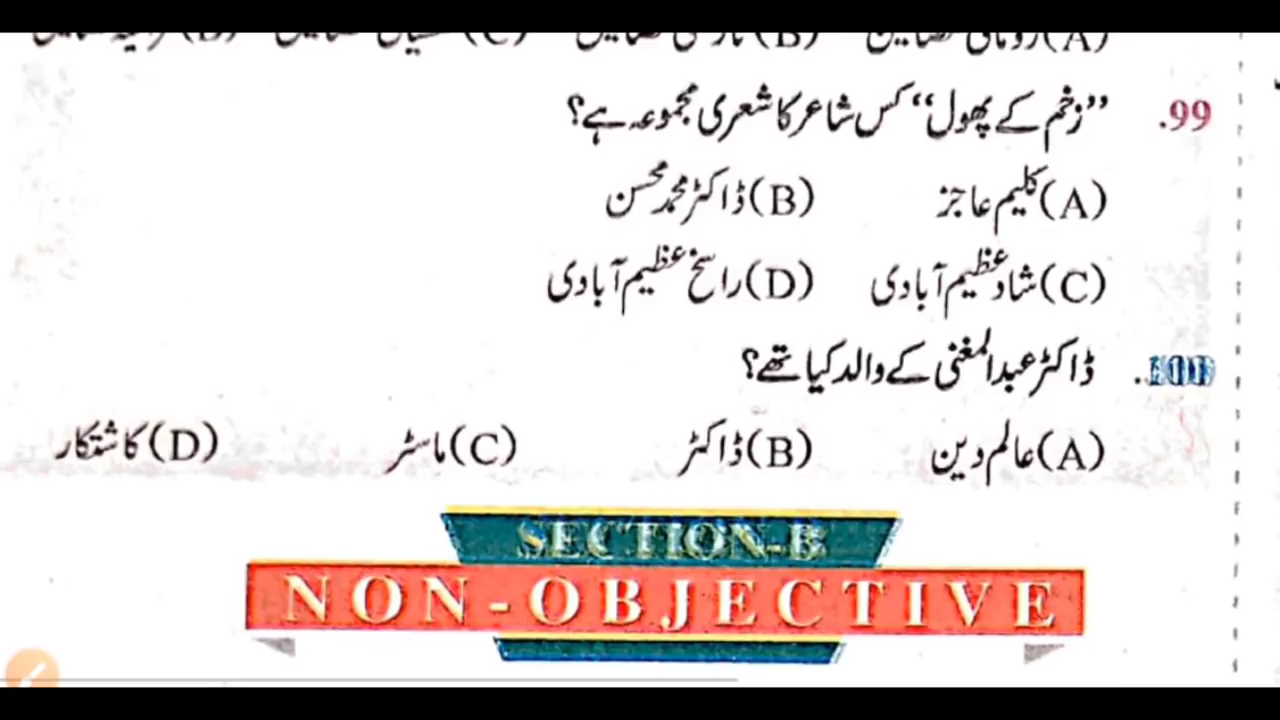 99. ’’زخم کے پھول‘‘ کس شاعر کا شعری مجموعہ ہے؟
(A) کلیم عاجز (B) ڈاکٹر محمد محسن
(C) شاد عظیم آبادی (D) راسخ عظیم آبادی
100. ڈاکٹر عبدالمغنی کے والد کیا تھے؟
(A) عالم دین (B) ڈاکٹر (C) ماسٹر (D) کاشتکار
SECTION-B
NON-OBJECTIVE